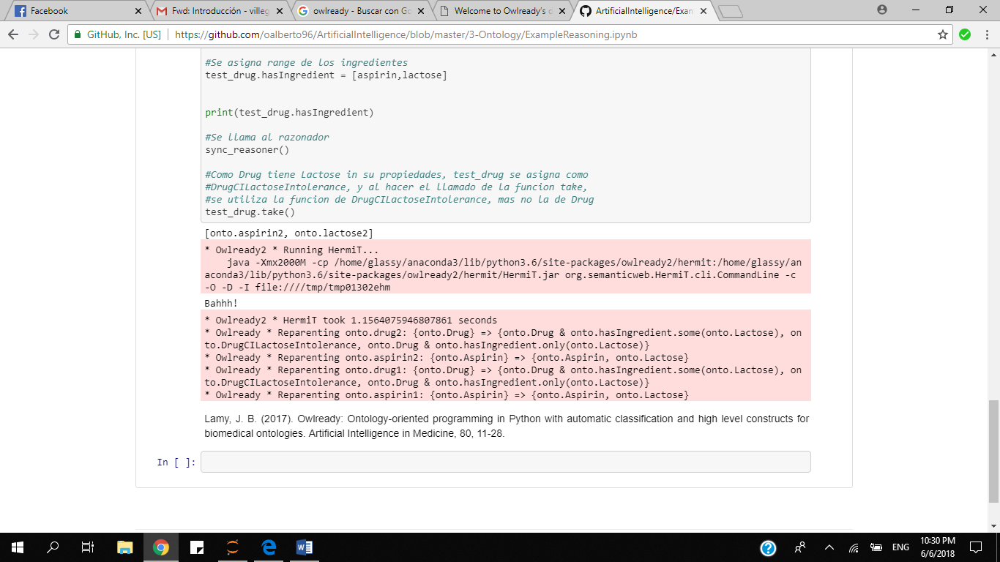 Facebook
Fwd: Introducción - villeg
owlready - Buscar con Go
Welcome to Owlready's d
ArtificialIntelligence/Exam
GitHub, Inc. [US]
https://github.com/oalberto96/ArtificialIntelligence/blob/master/3-Ontology/ExampleReasoning.ipynb
#Se asigna range de los ingredientes
test_drug.hasIngredient = [aspirin,lactose]
print(test_drug.hasIngredient)
#Se llama al razonador
sync_reasoner()
#Como Drug tiene Lactose in su propiedades, test_drug se asigna como
#DrugCILactoseIntolerance, y al hacer el llamado de la funcion take,
#se utiliza la funcion de DrugCILactoseIntolerance, mas no la de Drug
test_drug.take()
[onto.aspirin2, onto.lactose2]
* Owlready2 * Running HermiT...
java -Xmx2000M -cp /home/glassy/anaconda3/lib/python3.6/site-packages/owlready2/hermit:/home/glassy/an
aconda3/lib/python3.6/site-packages/owlready2/hermit/HermiT.jar org.semanticweb.HermiT.cli.CommandLine -c
-O -D -I file:////tmp/tmp01302ehm
Bahhh!
* Owlready2 * HermiT took 1.1564075946807861 seconds
* Owlready * Reparenting onto.drug2: {onto.Drug} => {onto.Drug & onto.hasIngredient.some(onto.Lactose), on
to.DrugCILactoseIntolerance, onto.Drug & onto.hasIngredient.only(onto.Lactose)}
* Owlready * Reparenting onto.aspirin2: {onto.Aspirin} => {onto.Aspirin, onto.Lactose}
* Owlready * Reparenting onto.drug1: {onto.Drug} => {onto.Drug & onto.hasIngredient.some(onto.Lactose), on
to.DrugCILactoseIntolerance, onto.Drug & onto.hasIngredient.only(onto.Lactose)}
* Owlready * Reparenting onto.aspirin1: {onto.Aspirin} => {onto.Aspirin, onto.Lactose}
Lamy, J. B. (2017). Owlready: Ontology-oriented programming in Python with automatic classification and high level constructs for
biomedical ontologies. Artificial Intelligence in Medicine, 80, 11-28.
In [ ]:
ENG
10:30 PM
6/6/2018